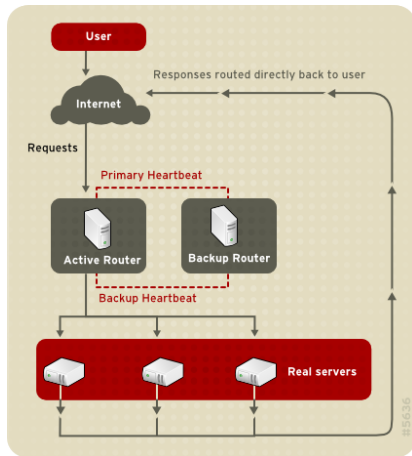 User
Responses routed directly back to user
Internet
Requests
Primary Heartbeat
Active Router
Backup Router
Backup Heartbeat
Real servers
#5636